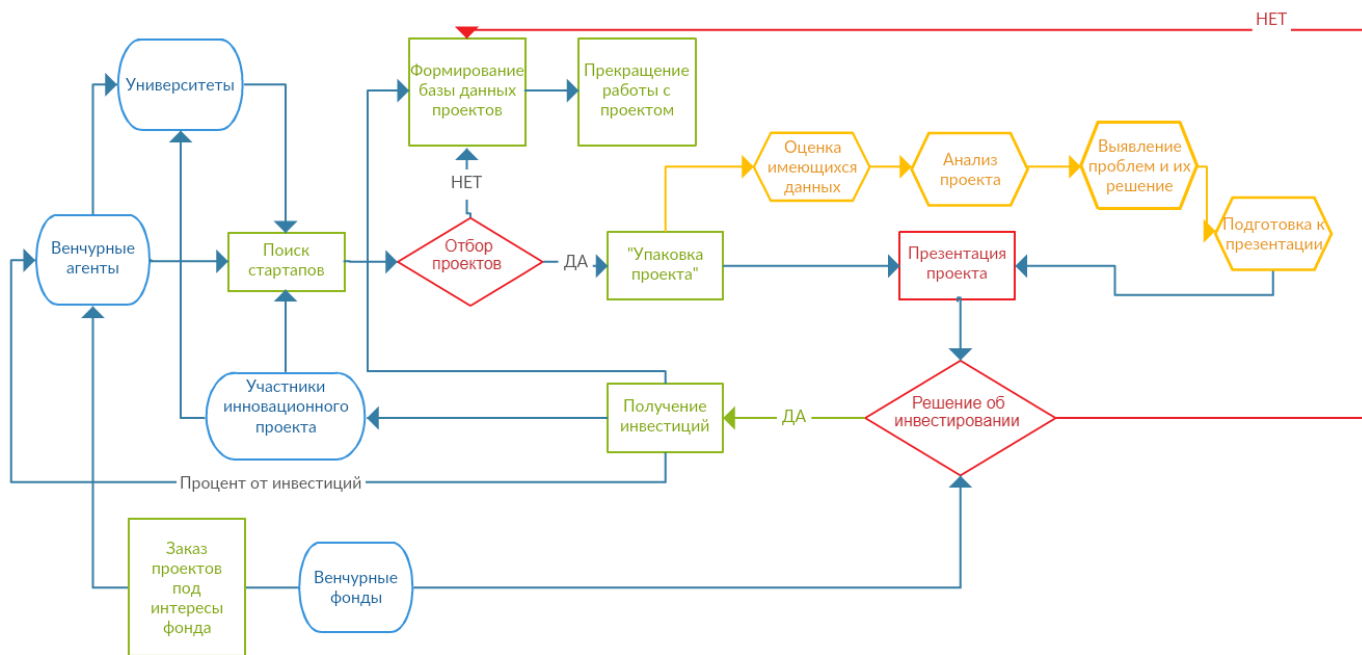 НЕТ
Университеты
Формирование
базы данных
проектов
Прекращение
работы с
проектом
Оценка
имеющихся
данных
Анализ
проекта
Выявление
проблем и их
решение
НЕТ
Венчурные
агенты
Поиск
стартапов
Отбор
проектов
ДА
"Упаковка
проекта"
Презентация
проекта
Подготовка к
презентации
Участники
инновационного
проекта
Получение
инвестиций
ДА
Решение об
инвестировании
Процент от инвестиций
Заказ
проектов
под
интересы
фонда
Венчурные
фонды